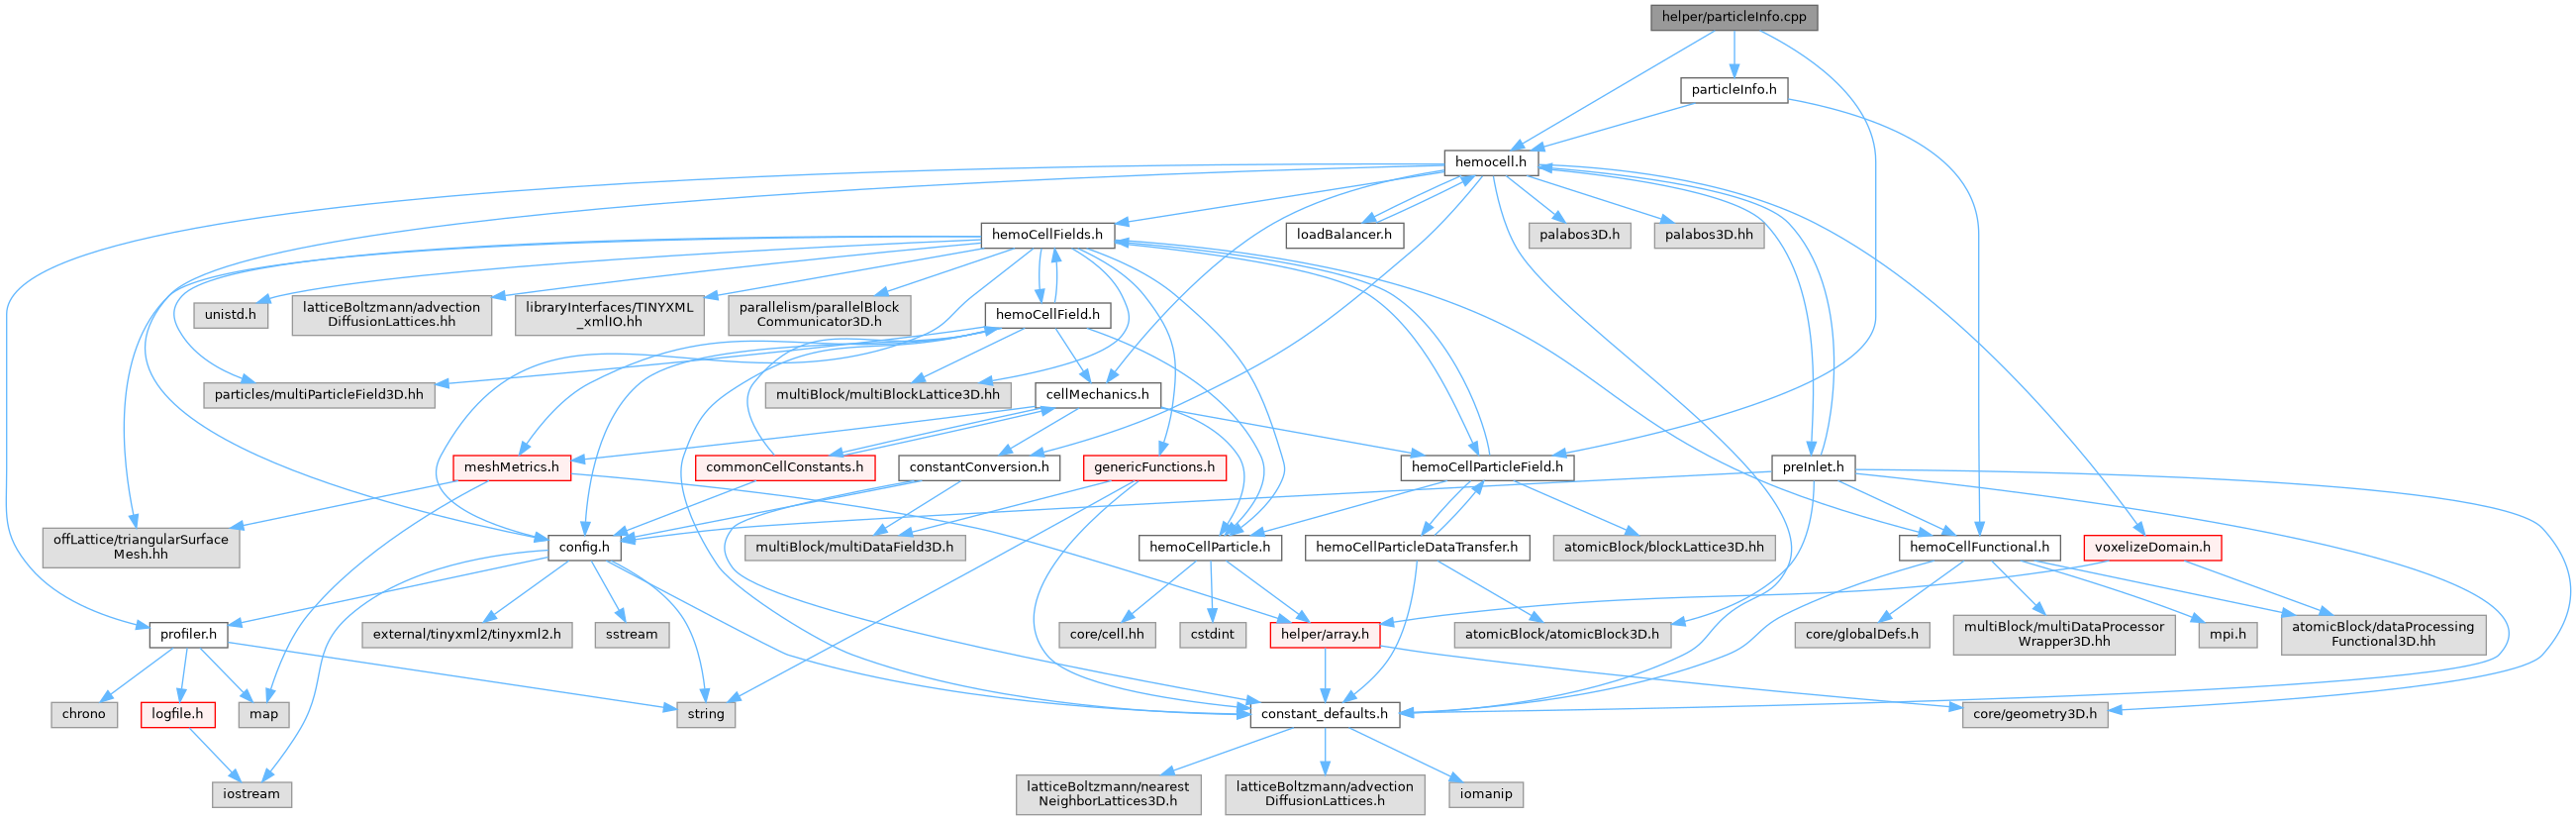 helper/particleInfo.cpp
particleInfo.h
hemocell.h
hemoCellFields.h
loadBalancer.h
palabos3D.h
palabos3D.hh
unistd.h
latticeBoltzmann/advection
DiffusionLattices.hh
libraryInterfaces/TINYXML
_xmlIO.hh
parallelism/parallelBlock
Communicator3D.h
hemoCellField.h
particles/multiParticleField3D.hh
multiBlock/multiBlockLattice3D.hh
cellMechanics.h
meshMetrics.h
commonCellConstants.h
constantConversion.h
genericFunctions.h
hemoCellParticleField.h
preInlet.h
offLattice/triangularSurface
Mesh.hh
config.h
multiBlock/multiDataField3D.h
hemoCellParticle.h
hemoCellParticleDataTransfer.h
atomicBlock/blockLattice3D.hh
hemoCellFunctional.h
voxelizeDomain.h
profiler.h
external/tinyxml2/tinyxml2.h
sstream
core/cell.hh
cstdint
helper/array.h
atomicBlock/atomicBlock3D.h
core/globalDefs.h
multiBlock/multiDataProcessor
Wrapper3D.hh
mpi.h
atomicBlock/dataProcessing
Functional3D.hh
chrono
logfile.h
map
string
constant_defaults.h
core/geometry3D.h
iostream
latticeBoltzmann/nearest
NeighborLattices3D.h
latticeBoltzmann/advection
DiffusionLattices.h
iomanip